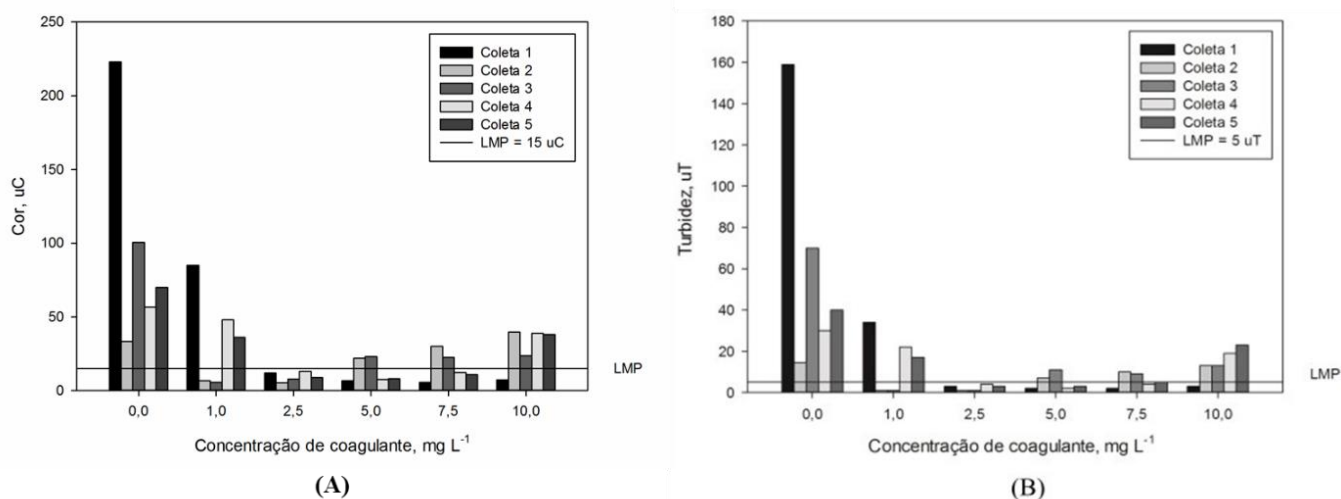 250
200
150
100
50
0
Cor, uC
Coleta 1
Coleta 2
Coleta 3
Coleta 4
Coleta 5
LMP = 15 uC
LMP
0,0 1,0 2,5 5,0 7,5 10,0
Concentração de coagulante, mg L⁻¹
(A)
180
160
140
120
100
80
60
40
20
0
Turbidez, uT
Coleta 1
Coleta 2
Coleta 3
Coleta 4
Coleta 5
LMP = 5 uT
LMP
0,0 1,0 2,5 5,0 7,5 10,0
Concentração de coagulante, mg L⁻¹
(B)